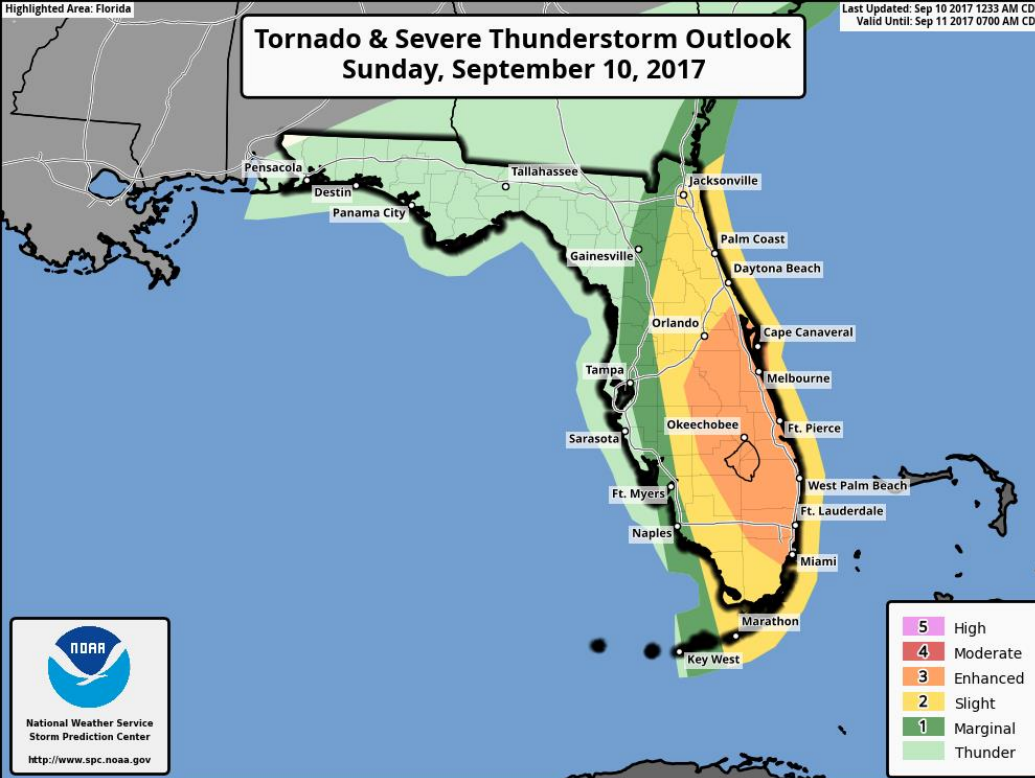 Highlighted Area: Florida
Last Updated: Sep 10 2017 1233 AM CD
Valid Until: Sep 11 2017 0700 AM CD
Tornado & Severe Thunderstorm Outlook
Sunday, September 10, 2017
Pensacola
Destin
Panama City
Tallahassee
Jacksonville
Palm Coast
Gainesville
Daytona Beach
Orlando
Cape Canaveral
Tampa
Melbourne
Okeechobee
Ft. Pierce
Sarasota
West Palm Beach
Ft. Myers
Ft. Lauderdale
Naples
Miami
Marathon
Key West
NOAA
National Weather Service
Storm Prediction Center
http://www.spc.noaa.gov
5 High
4 Moderate
3 Enhanced
2 Slight
1 Marginal
Thunder